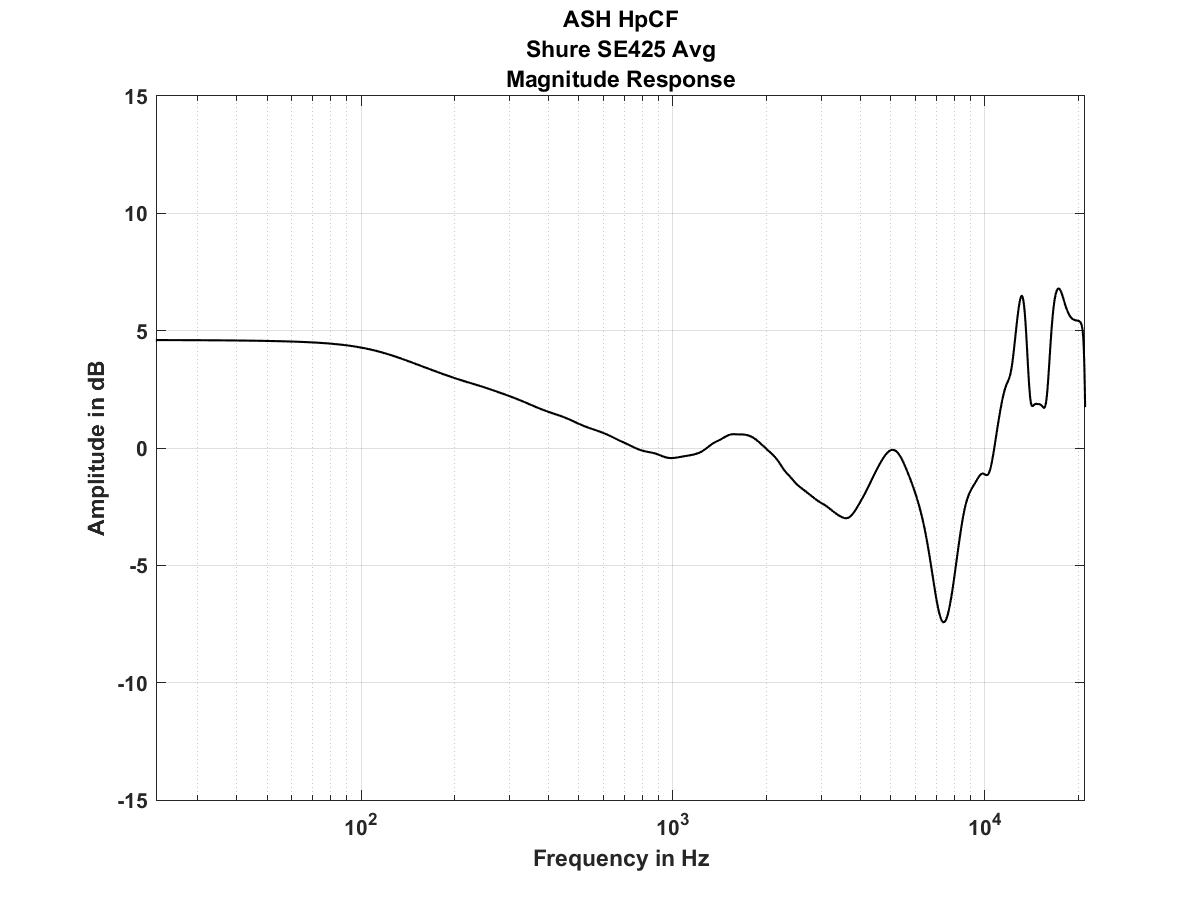 ASH HpCF
Shure SE425 Avg
Magnitude Response
15
10
5
0
-5
-10
-15
Amplitude in dB
10² 10³ 10⁴
Frequency in Hz